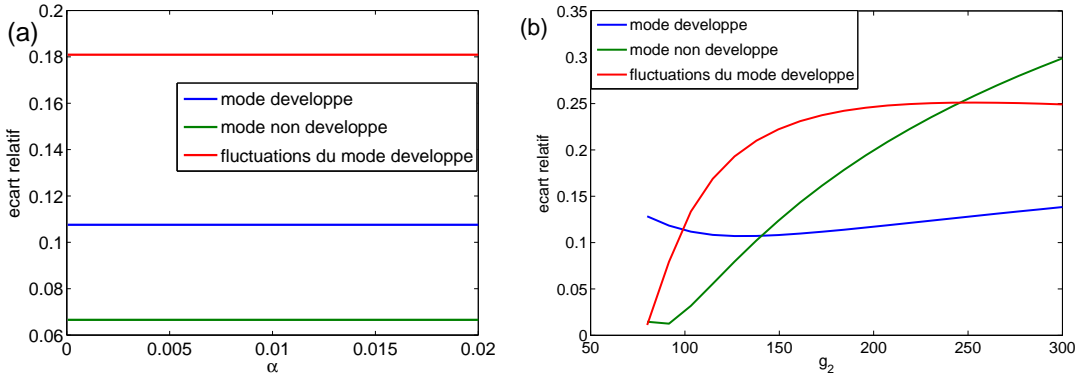 (a)
0.2
0.18
0.16
0.14
0.12
0.1
0.08
0.06
ecart relatif
mode developpe
mode non developpe
fluctuations du mode developpe
0 0.005 0.01 0.015 0.02
α
(b)
0.35
0.3
0.25
0.2
0.15
0.1
0.05
0
ecart relatif
mode developpe
mode non developpe
fluctuations du mode developpe
50 100 150 200 250 300
g2